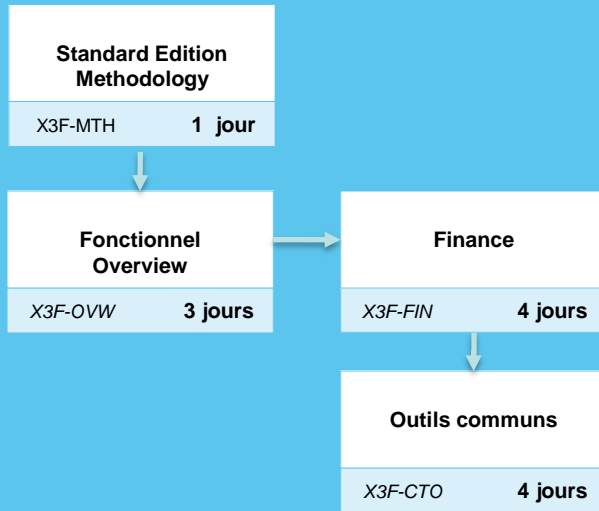 Standard Edition
Methodology
X3F-MTH 1 jour
Fonctionnel
Overview
X3F-OVW 3 jours
Finance
X3F-FIN 4 jours
Outils communs
X3F-CTO 4 jours